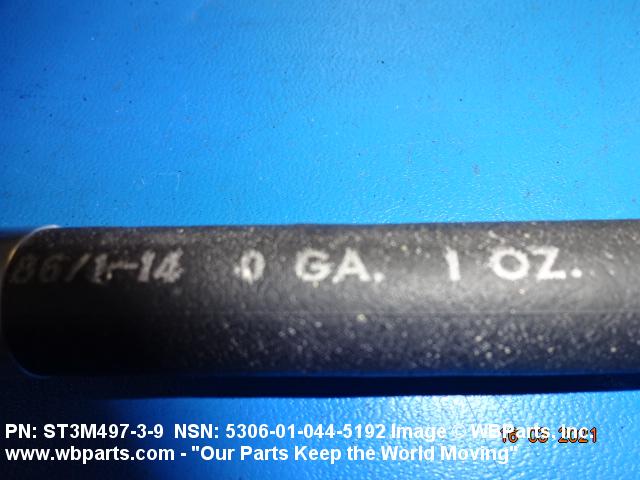 86/1-14 0 GA. 1 OZ.
PN: ST3M497-3-9 NSN: 5306-01-044-5192 Image © WBParts, Inc.
16 09 2021
www.wbparts.com - "Our Parts Keep the World Moving"